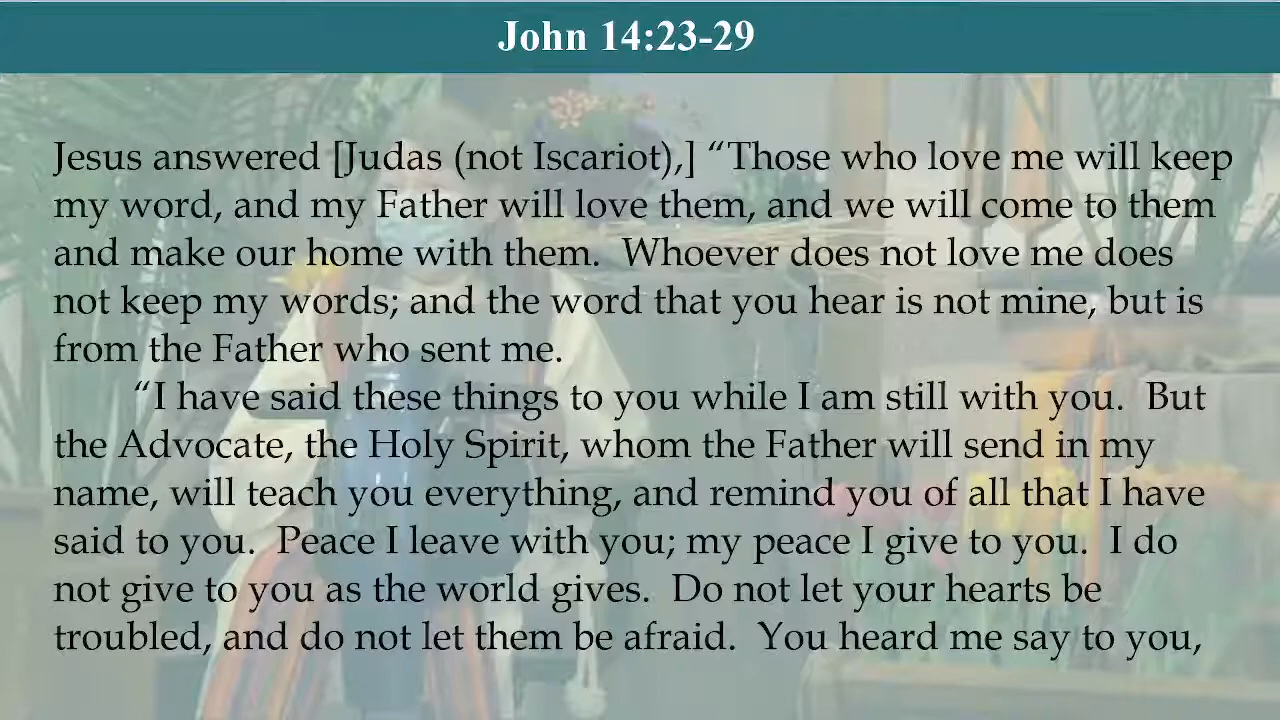 John 14:23-29
Jesus answered [Judas (not Iscariot),] “Those who love me will keep
my word, and my Father will love them, and we will come to them
and make our home with them.  Whoever does not love me does
not keep my words; and the word that you hear is not mine, but is
from the Father who sent me.
“I have said these things to you while I am still with you.  But
the Advocate, the Holy Spirit, whom the Father will send in my
name, will teach you everything, and remind you of all that I have
said to you.  Peace I leave with you; my peace I give to you.  I do
not give to you as the world gives.  Do not let your hearts be
troubled, and do not let them be afraid.  You heard me say to you,